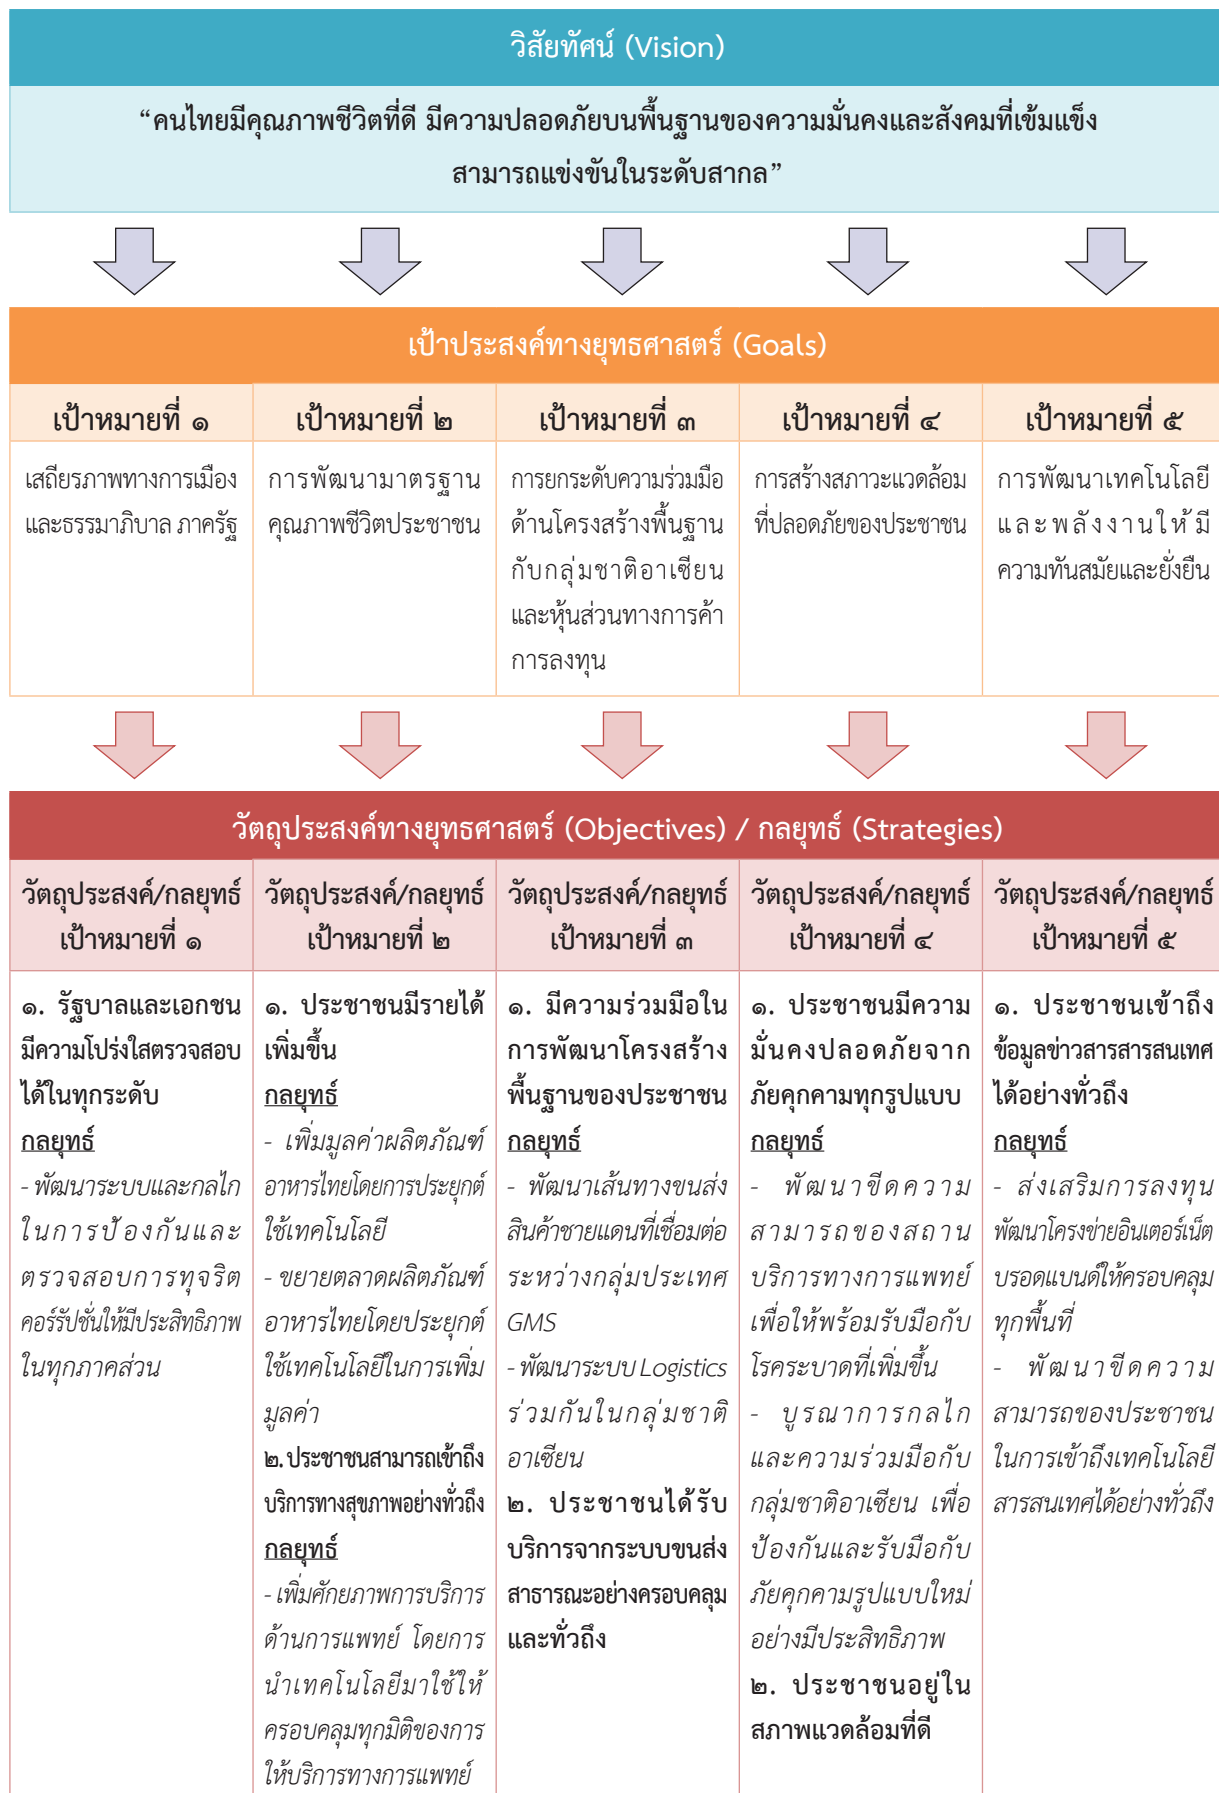 วิสัยทัศน์ (Vision)
“คนไทยมีคุณภาพชีวิตที่ดี มีความปลอดภัยบนพื้นฐานของความมั่นคงและสังคมที่เข้มแข็ง
สามารถแข่งขันในระดับสากล”
เป้าประสงค์ทางยุทธศาสตร์ (Goals)
เป้าหมายที่ ๑
เสถียรภาพทางการเมือง
และธรรมาภิบาล ภาครัฐ
เป้าหมายที่ ๒
การพัฒนามาตรฐาน
คุณภาพชีวิตประชาชน
เป้าหมายที่ ๓
การยกระดับความร่วมมือ
ด้านโครงสร้างพื้นฐาน
กับกลุ่มชาติอาเซียน
และหุ้นส่วนทางการค้า
การลงทุน
เป้าหมายที่ ๔
การสร้างสภาวะแวดล้อม
ที่ปลอดภัยของประชาชน
เป้าหมายที่ ๕
การพัฒนาเทคโนโลยี
และพลังงานให้มี
ความทันสมัยและยั่งยืน
วัตถุประสงค์ทางยุทธศาสตร์ (Objectives) / กลยุทธ์ (Strategies)
วัตถุประสงค์/กลยุทธ์
เป้าหมายที่ ๑
๑. รัฐบาลและเอกชน
มีความโปร่งใสตรวจสอบ
ได้ในทุกระดับ
กลยุทธ์
- พัฒนาระบบและกลไก
ในการป้องกันและ
ตรวจสอบการทุจริต
คอร์รัปชั่นให้มีประสิทธิภาพ
ในทุกภาคส่วน
วัตถุประสงค์/กลยุทธ์
เป้าหมายที่ ๒
๑. ประชาชนมีรายได้
เพิ่มขึ้น
กลยุทธ์
- เพิ่มมูลค่าผลิตภัณฑ์
อาหารไทยโดยการประยุกต์
ใช้เทคโนโลยี
- ขยายตลาดผลิตภัณฑ์
อาหารไทยโดยประยุกต์
ใช้เทคโนโลยีในการเพิ่ม
มูลค่า
๒. ประชาชนสามารถเข้าถึง
บริการทางสุขภาพอย่างทั่วถึง
กลยุทธ์
- เพิ่มศักยภาพการบริการ
ด้านการแพทย์ โดยการ
นำเทคโนโลยีมาใช้ให้
ครอบคลุมทุกมิติของการ
ให้บริการทางการแพทย์
วัตถุประสงค์/กลยุทธ์
เป้าหมายที่ ๓
๑. มีความร่วมมือใน
การพัฒนาโครงสร้าง
พื้นฐานของประชาชน
กลยุทธ์
- พัฒนาเส้นทางขนส่ง
สินค้าชายแดนที่เชื่อมต่อ
ระหว่างกลุ่มประเทศ
GMS
- พัฒนาระบบ Logistics
ร่วมกันในกลุ่มชาติ
อาเซียน
๒. ประชาชนได้รับ
บริการจากระบบขนส่ง
สาธารณะอย่างครอบคลุม
และทั่วถึง
วัตถุประสงค์/กลยุทธ์
เป้าหมายที่ ๔
๑. ประชาชนมีความ
มั่นคงปลอดภัยจาก
ภัยคุกคามทุกรูปแบบ
กลยุทธ์
- พัฒนาขีดความ
สามารถของสถาน
บริการทางการแพทย์
เพื่อให้พร้อมรับมือกับ
โรคระบาดที่เพิ่มขึ้น
- บูรณาการกลไก
และความร่วมมือกับ
กลุ่มชาติอาเซียน เพื่อ
ป้องกันและรับมือกับ
ภัยคุกคามรูปแบบใหม่
อย่างมีประสิทธิภาพ
๒. ประชาชนอยู่ใน
สภาพแวดล้อมที่ดี
วัตถุประสงค์/กลยุทธ์
เป้าหมายที่ ๕
๑. ประชาชนเข้าถึง
ข้อมูลข่าวสารสารสนเทศ
ได้อย่างทั่วถึง
กลยุทธ์
- ส่งเสริมการลงทุน
พัฒนาโครงข่ายอินเตอร์เน็ต
บรอดแบนด์ให้ครอบคลุม
ทุกพื้นที่
- พัฒนาขีดความ
สามารถของประชาชน
ในการเข้าถึงเทคโนโลยี
สารสนเทศได้อย่างทั่วถึง